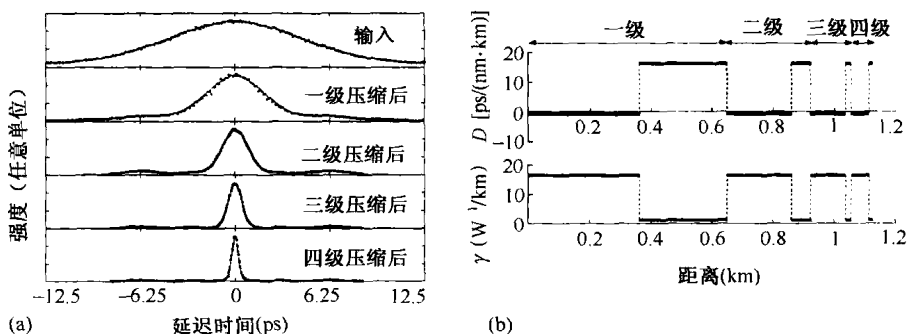 输入
一级压缩后
二级压缩后
三级压缩后
四级压缩后
强度（任意单位）
-12.5 -6.25 0 6.25 12.5
(a) 延迟时间(ps)
一级 二级 三级 四级
D [ps/(nm·km)]
20
10
0
-10
0.2 0.4 0.6 0.8 1 1.2
γ (W⁻¹/km)
20
10
0
0 0.2 0.4 0.6 0.8 1 1.2
(b) 距离(km)